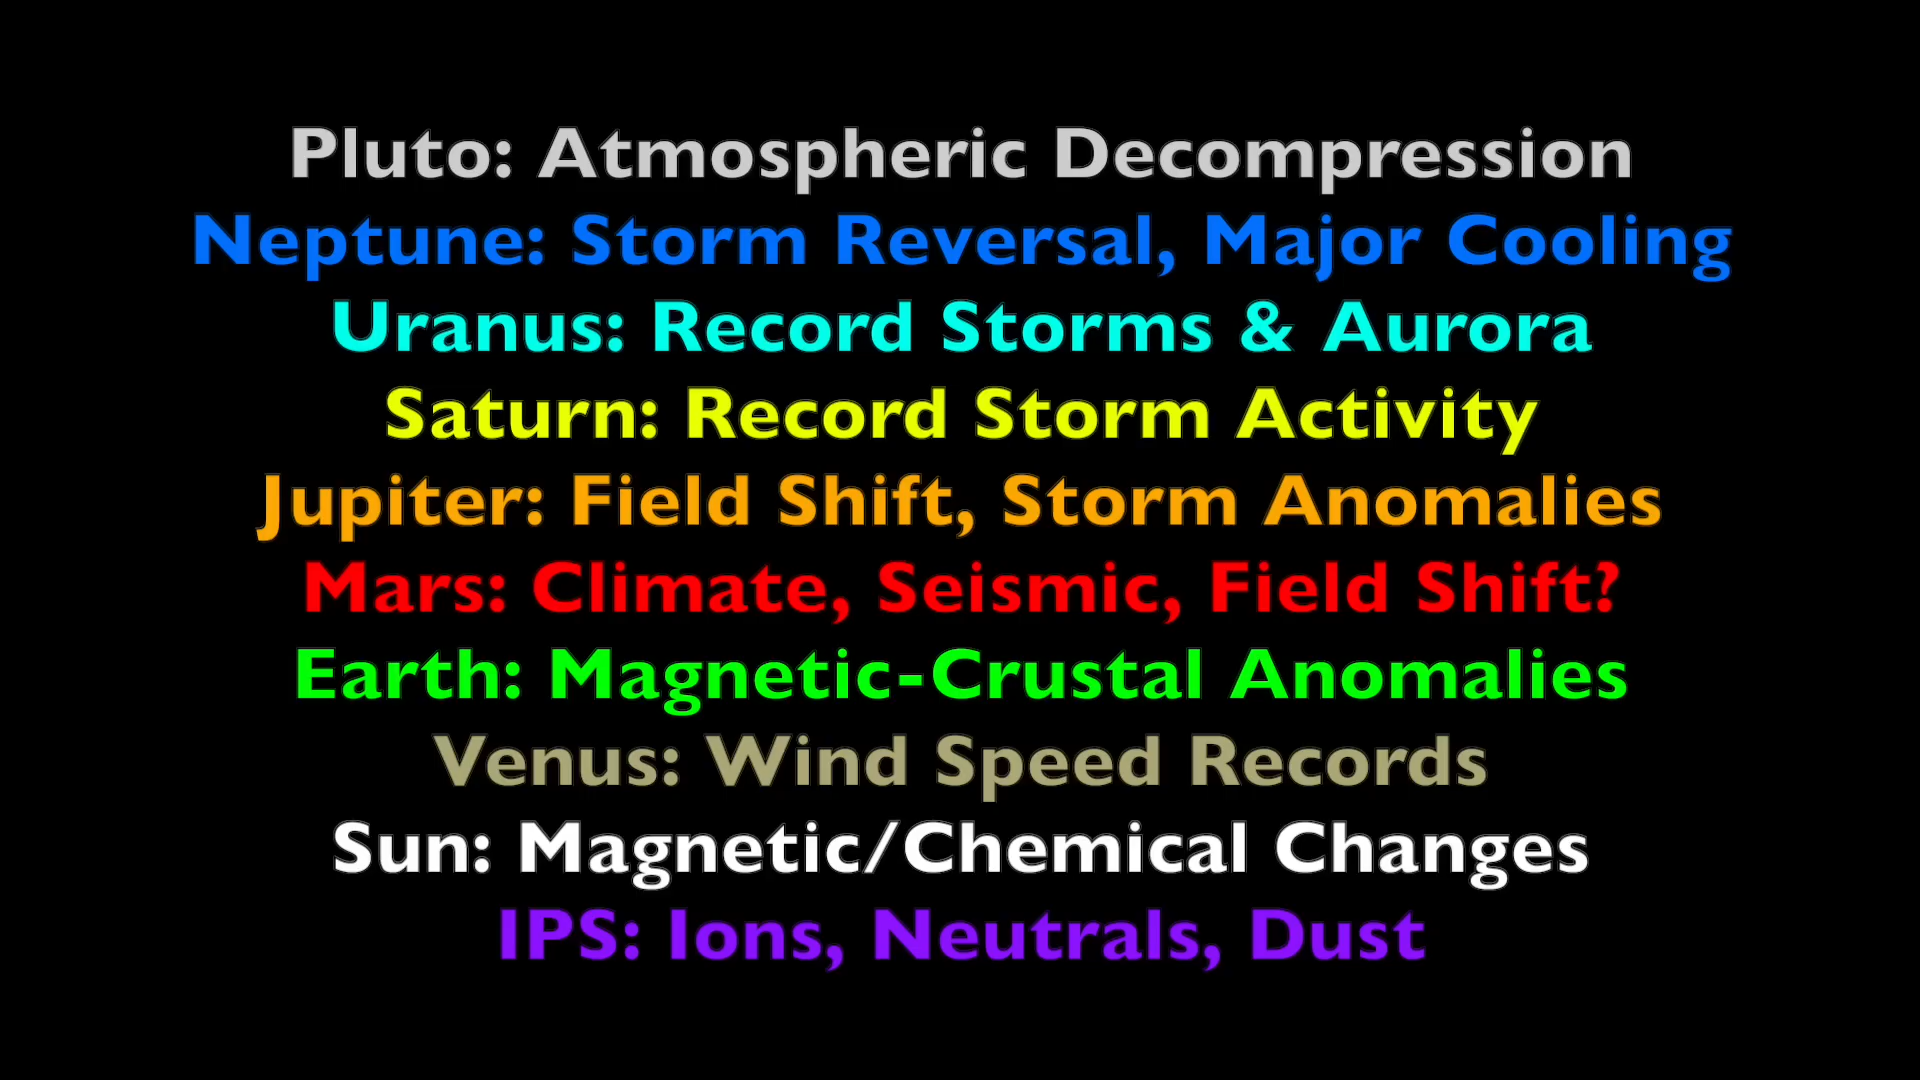 Pluto: Atmospheric Decompression
Neptune: Storm Reversal, Major Cooling
Uranus: Record Storms & Aurora
Saturn: Record Storm Activity
Jupiter: Field Shift, Storm Anomalies
Mars: Climate, Seismic, Field Shift?
Earth: Magnetic-Crustal Anomalies
Venus: Wind Speed Records
Sun: Magnetic/Chemical Changes
IPS: Ions, Neutrals, Dust